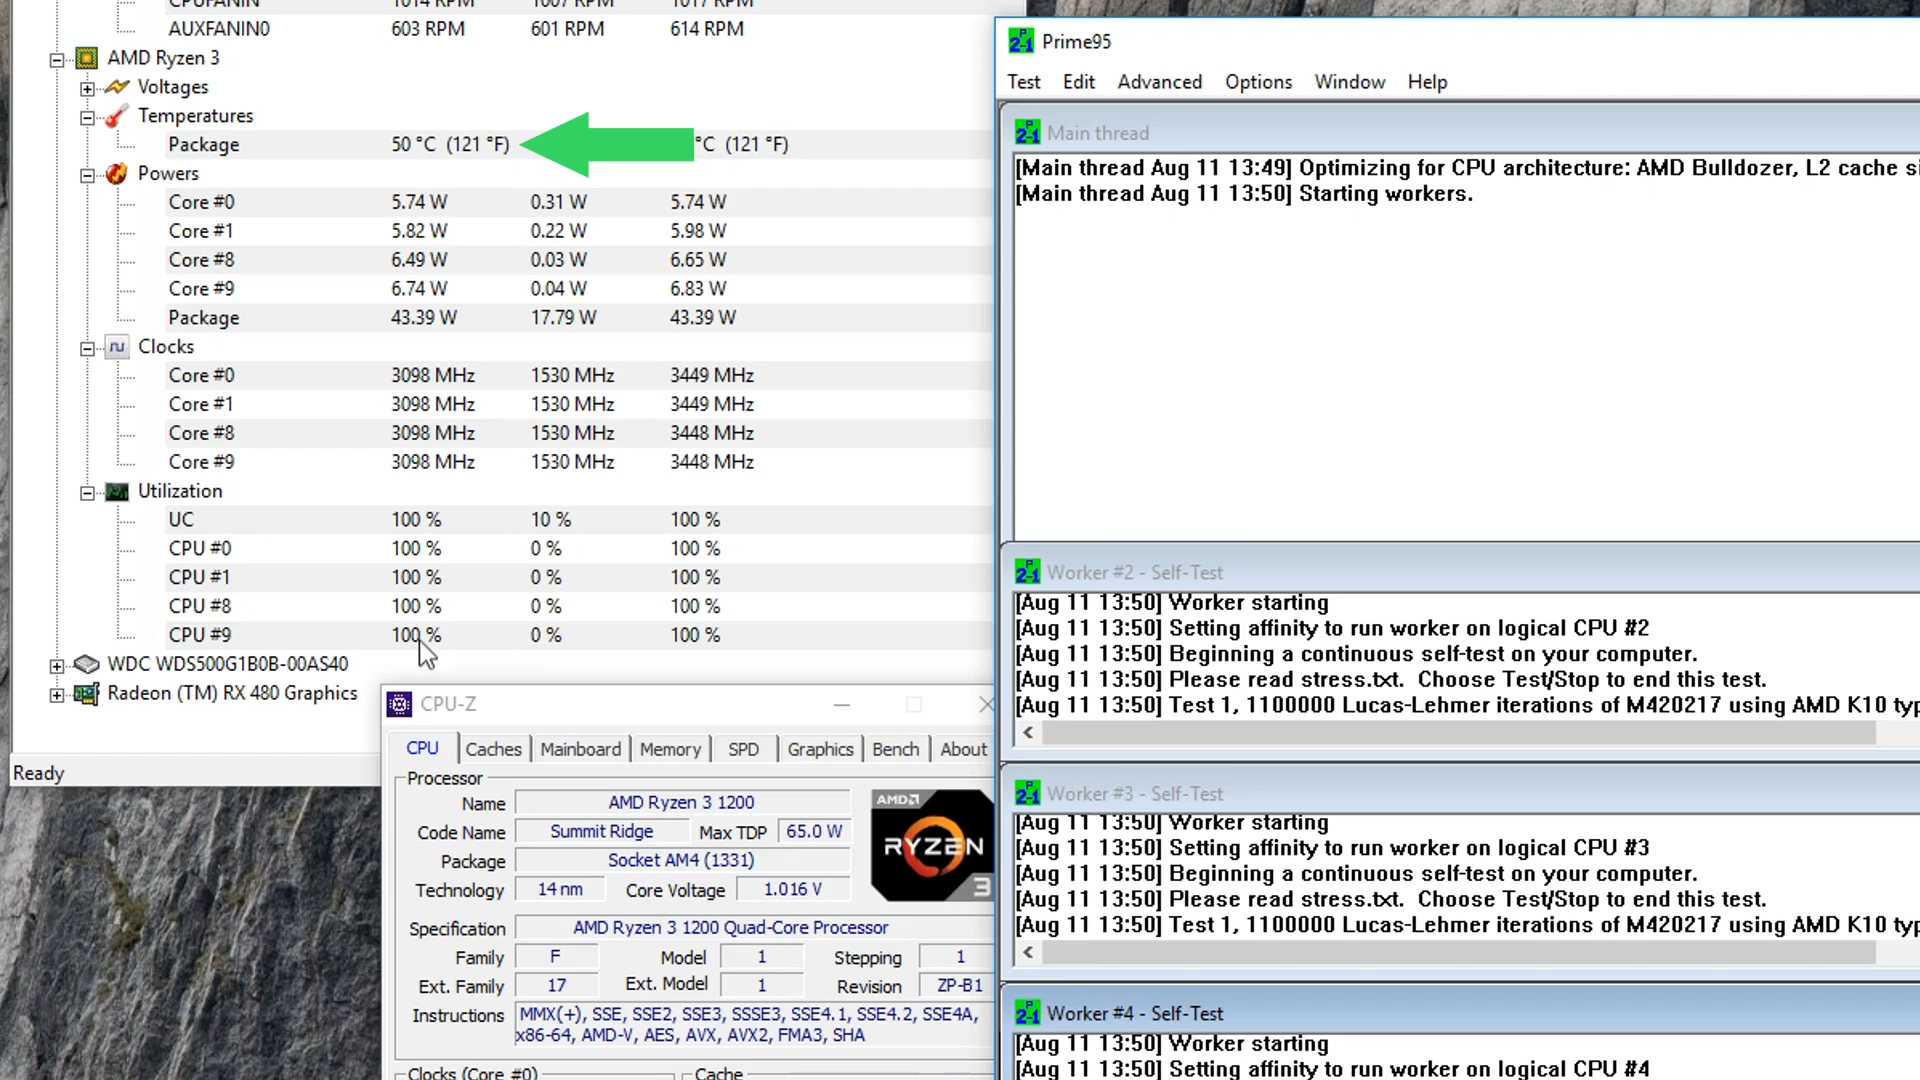 CPUFANIN 1014 RPM 1007 RPM 1017 RPM
AUXFANIN0 603 RPM 601 RPM 614 RPM
AMD Ryzen 3
Voltages
Temperatures
Package 50 °C (121 °F) °C (121 °F)
Powers
Core #0 5.74 W 0.31 W 5.74 W
Core #1 5.82 W 0.22 W 5.98 W
Core #8 6.49 W 0.03 W 6.65 W
Core #9 6.74 W 0.04 W 6.83 W
Package 43.39 W 17.79 W 43.39 W
Clocks
Core #0 3098 MHz 1530 MHz 3449 MHz
Core #1 3098 MHz 1530 MHz 3449 MHz
Core #8 3098 MHz 1530 MHz 3448 MHz
Core #9 3098 MHz 1530 MHz 3448 MHz
Utilization
UC 100 % 10 % 100 %
CPU #0 100 % 0 % 100 %
CPU #1 100 % 0 % 100 %
CPU #8 100 % 0 % 100 %
CPU #9 100 % 0 % 100 %
WDC WDS500G1B0B-00AS40
Radeon (TM) RX 480 Graphics
Ready
CPU-Z
CPU Caches Mainboard Memory SPD Graphics Bench About
Processor
Name AMD Ryzen 3 1200
Code Name Summit Ridge Max TDP 65.0 W
Package Socket AM4 (1331)
Technology 14 nm Core Voltage 1.016 V
AMD
RYZEN
3
Specification AMD Ryzen 3 1200 Quad-Core Processor
Family F Model 1 Stepping 1
Ext. Family 17 Ext. Model 1 Revision ZP-B1
Instructions MMX(+), SSE, SSE2, SSE3, SSSE3, SSE4.1, SSE4.2, SSE4A,
x86-64, AMD-V, AES, AVX, AVX2, FMA3, SHA
Clocks (Core #0) Cache
Prime95
Test Edit Advanced Options Window Help
Main thread
[Main thread Aug 11 13:49] Optimizing for CPU architecture: AMD Bulldozer, L2 cache si
[Main thread Aug 11 13:50] Starting workers.
Worker #2 - Self-Test
[Aug 11 13:50] Worker starting
[Aug 11 13:50] Setting affinity to run worker on logical CPU #2
[Aug 11 13:50] Beginning a continuous self-test on your computer.
[Aug 11 13:50] Please read stress.txt. Choose Test/Stop to end this test.
[Aug 11 13:50] Test 1, 1100000 Lucas-Lehmer iterations of M420217 using AMD K10 typ
Worker #3 - Self-Test
[Aug 11 13:50] Worker starting
[Aug 11 13:50] Setting affinity to run worker on logical CPU #3
[Aug 11 13:50] Beginning a continuous self-test on your computer.
[Aug 11 13:50] Please read stress.txt. Choose Test/Stop to end this test.
[Aug 11 13:50] Test 1, 1100000 Lucas-Lehmer iterations of M420217 using AMD K10 typ
Worker #4 - Self-Test
[Aug 11 13:50] Worker starting
[Aug 11 13:50] Setting affinity to run worker on logical CPU #4